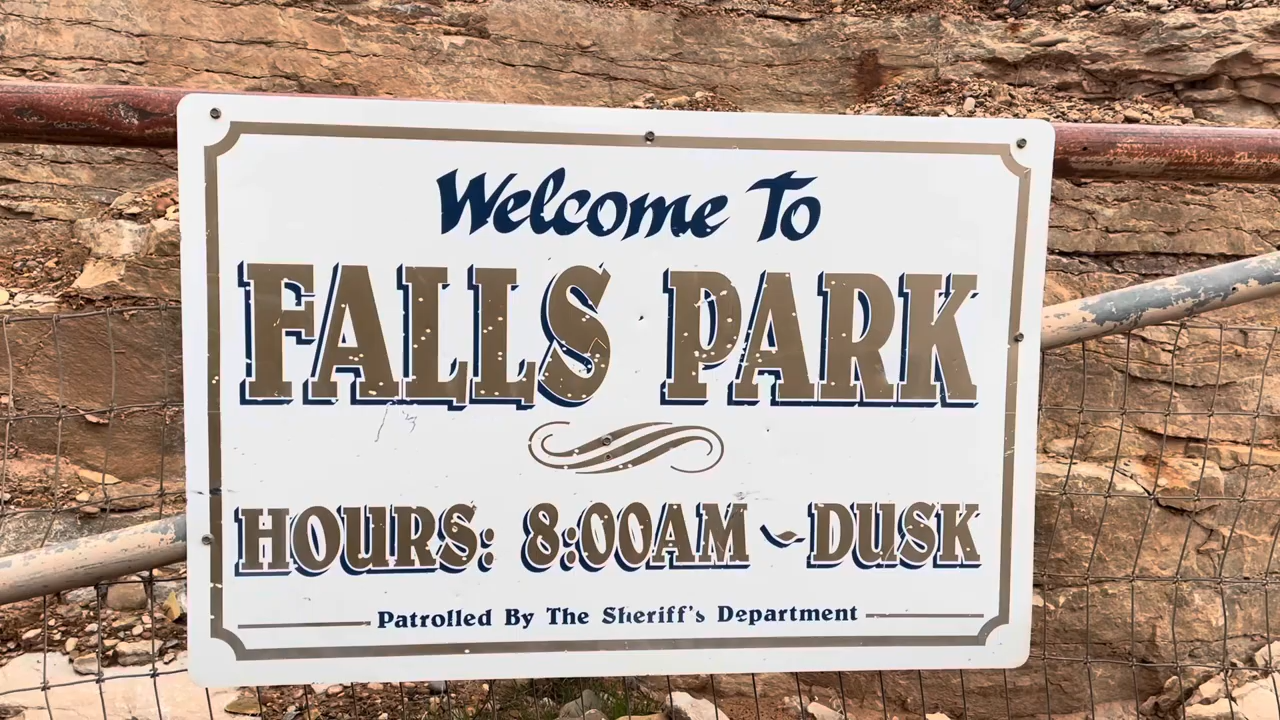 Welcome To
FALLS PARK
HOURS: 8:00AM ~ DUSK
Patrolled By The Sheriff's Department